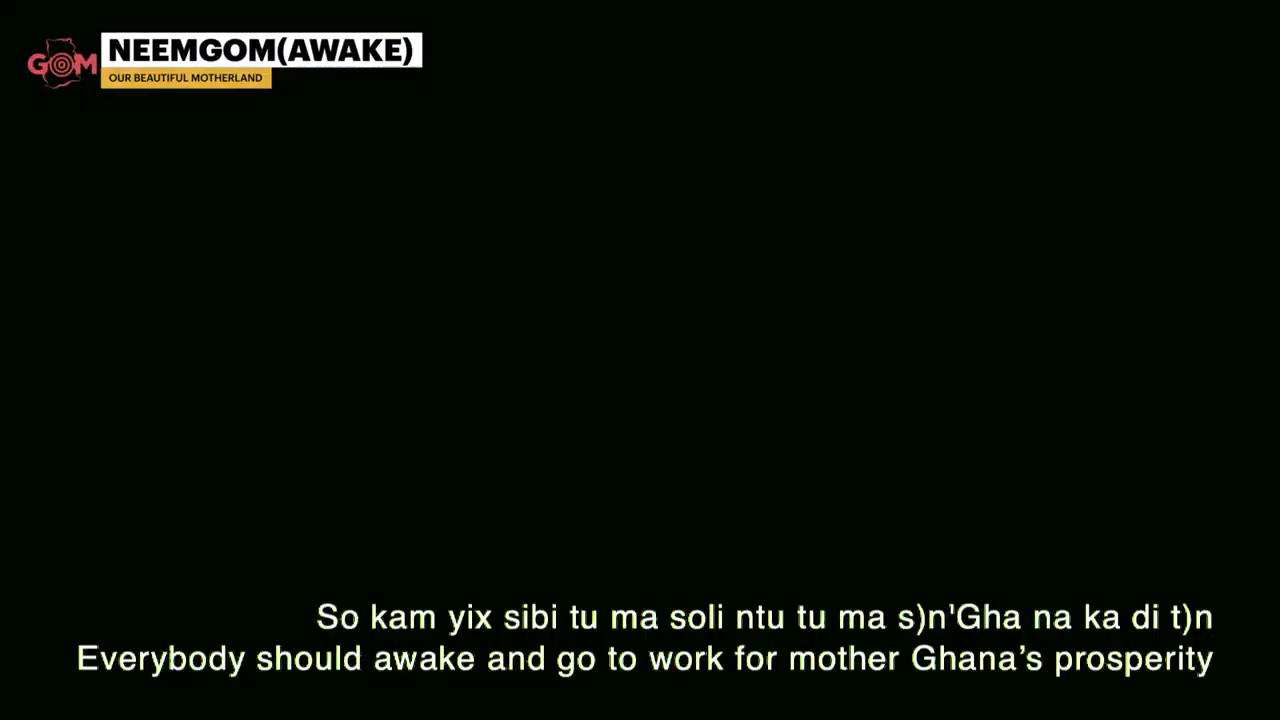 GOM
NEEMGOM(AWAKE)
OUR BEAUTIFUL MOTHERLAND
So kam yix sibi tu ma soli ntu tu ma s)n'Gha na ka di t)n
Everybody should awake and go to work for mother Ghana’s prosperity